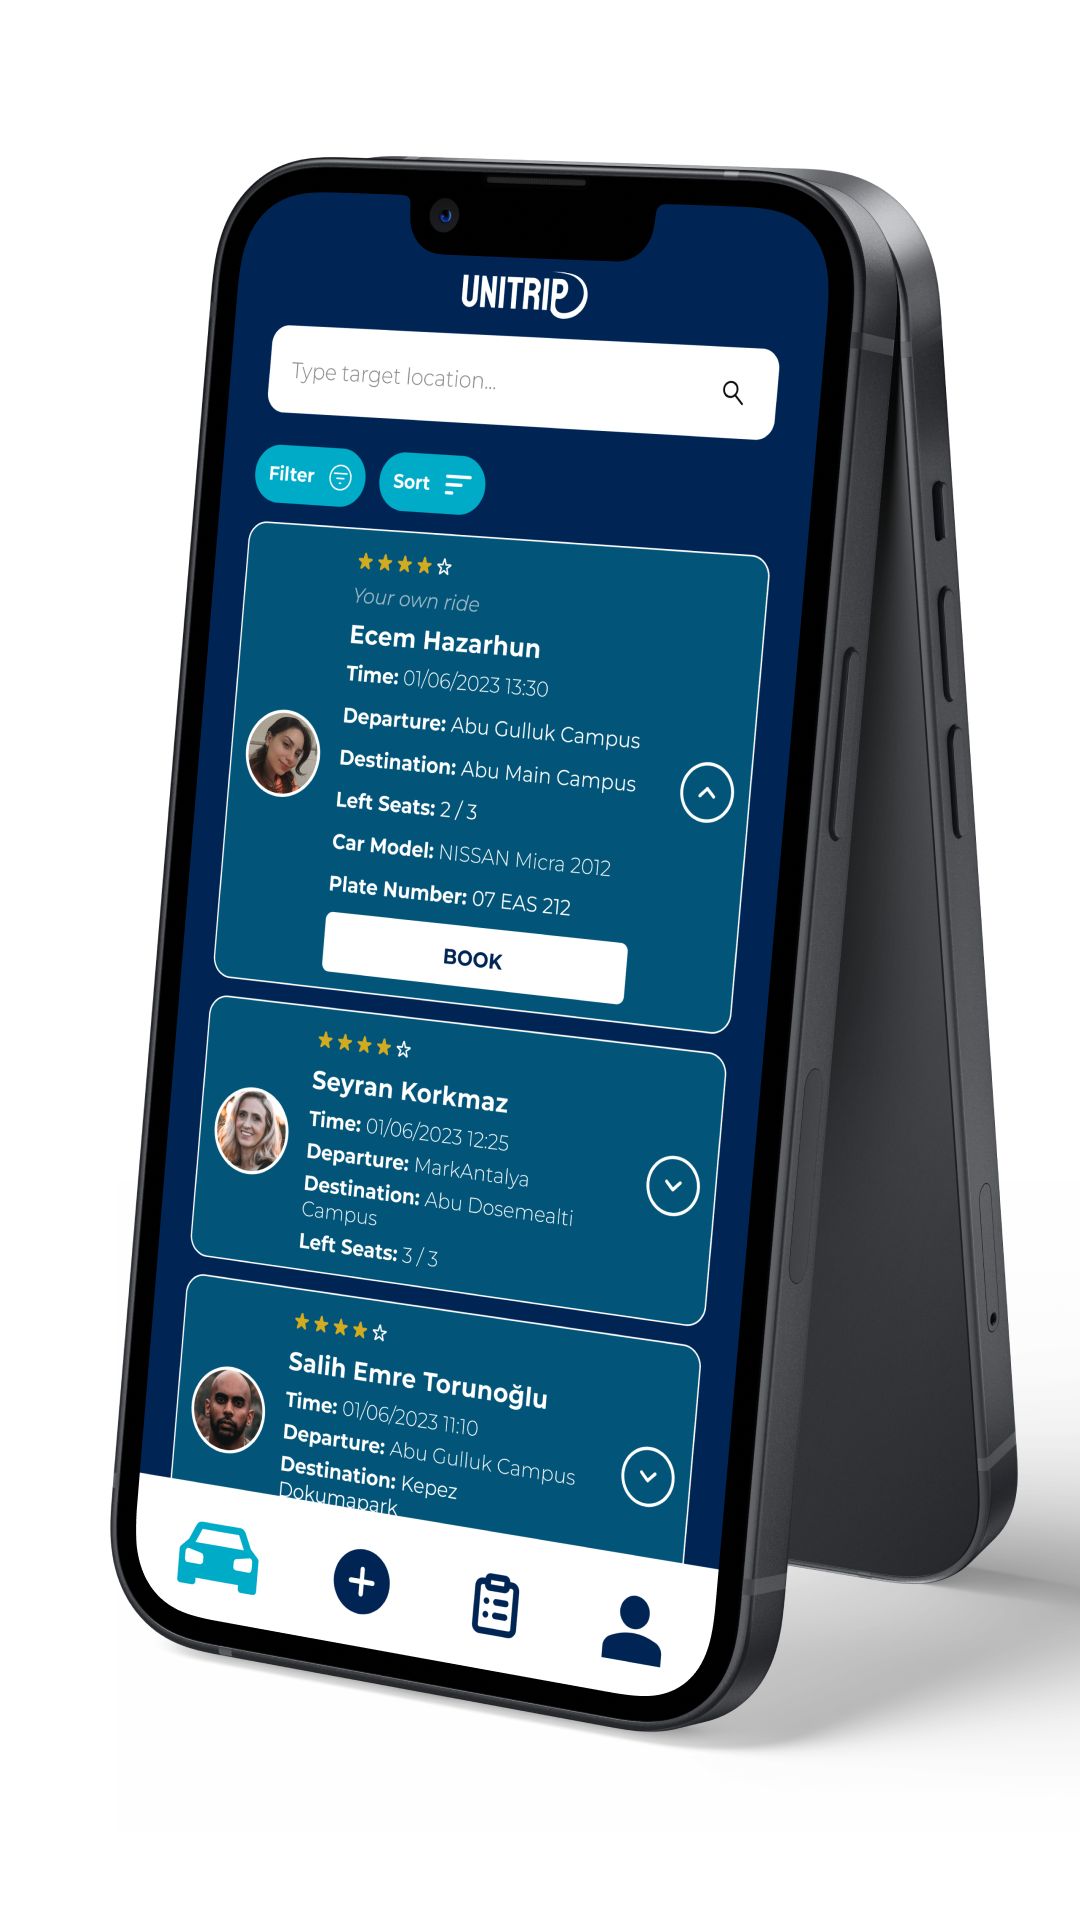 UNITRIP
Type target location...
Filter
Sort
Your own ride
Ecem Hazarhun
Time: 01/06/2023 13:30
Departure: Abu Gulluk Campus
Destination: Abu Main Campus
Left Seats: 2 / 3
Car Model: NISSAN Micra 2012
Plate Number: 07 EAS 212
BOOK
Seyran Korkmaz
Time: 01/06/2023 12:25
Departure: MarkAntalya
Destination: Abu Dosemealti
Campus
Left Seats: 3 / 3
Salih Emre Torunoğlu
Time: 01/06/2023 11:10
Departure: Abu Gulluk Campus
Destination: Kepez
Dokumapark